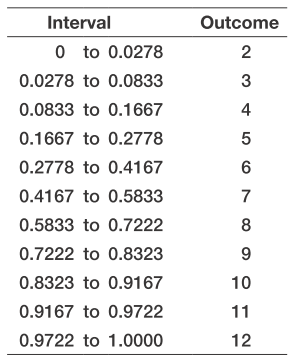 Interval Outcome
0 to 0.0278 2
0.0278 to 0.0833 3
0.0833 to 0.1667 4
0.1667 to 0.2778 5
0.2778 to 0.4167 6
0.4167 to 0.5833 7
0.5833 to 0.7222 8
0.7222 to 0.8323 9
0.8323 to 0.9167 10
0.9167 to 0.9722 11
0.9722 to 1.0000 12